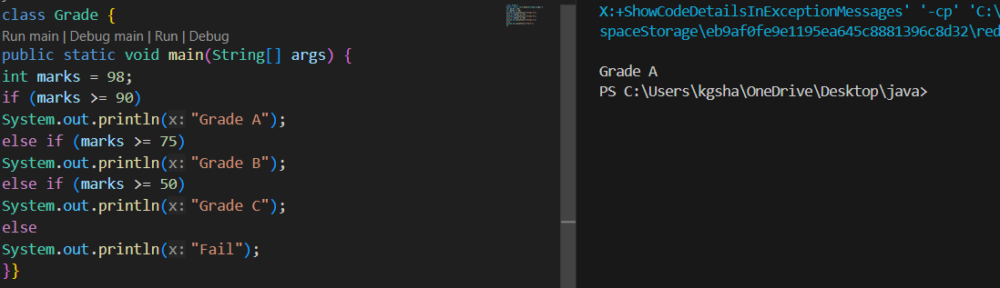 class Grade {
Run main | Debug main | Run | Debug
public static void main(String[] args) {
int marks = 98;
if (marks >= 90)
System.out.println(x: "Grade A");
else if (marks >= 75)
System.out.println(x: "Grade B");
else if (marks >= 50)
System.out.println(x: "Grade C");
else
System.out.println(x: "Fail");
}}
X:+ShowCodeDetailsInExceptionMessages' '-cp' 'C:\
spaceStorage\eb9af0fe9e1195ea645c8881396c8d32\red
Grade A
PS C:\Users\kgsha\OneDrive\Desktop\java>